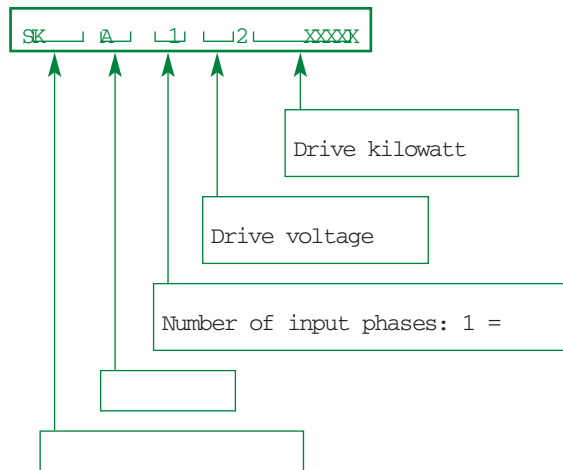 SK A 1 2 XXXXX
Drive kilowatt
Drive voltage
Number of input phases: 1 =